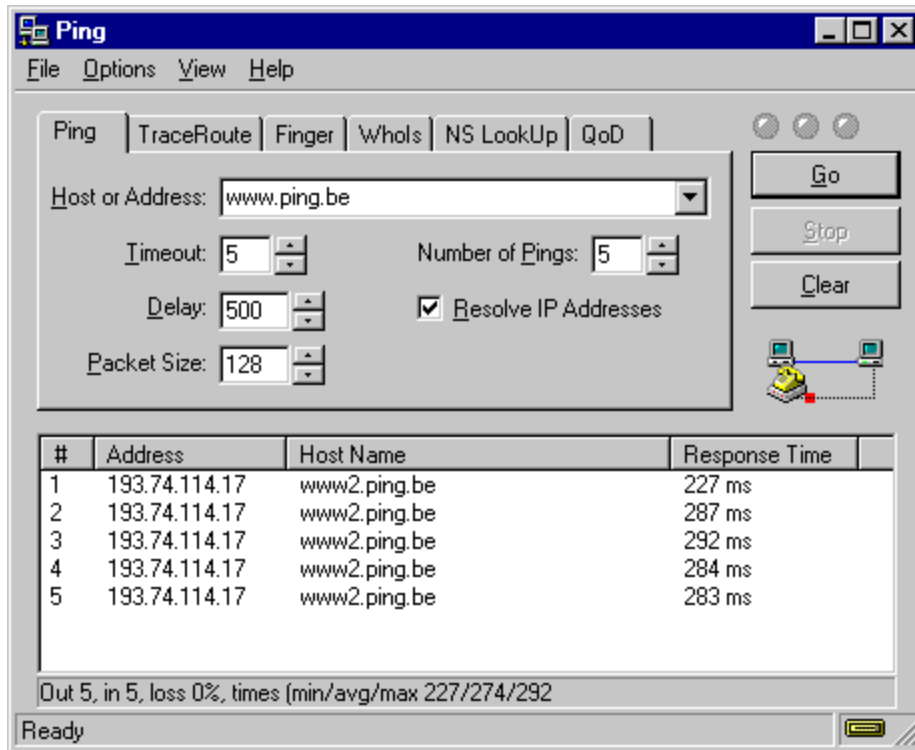 Ping
File Options View Help
Ping TraceRoute Finger WhoIs NS LookUp QoD
Go
Host or Address: www.ping.be
Stop
Timeout: 5 Number of Pings: 5
Clear
Delay: 500 Resolve IP Addresses
Packet Size: 128
# Address Host Name Response Time
1 193.74.114.17 www2.ping.be 227 ms
2 193.74.114.17 www2.ping.be 287 ms
3 193.74.114.17 www2.ping.be 292 ms
4 193.74.114.17 www2.ping.be 284 ms
5 193.74.114.17 www2.ping.be 283 ms
Out 5, in 5, loss 0%, times (min/avg/max 227/274/292
Ready